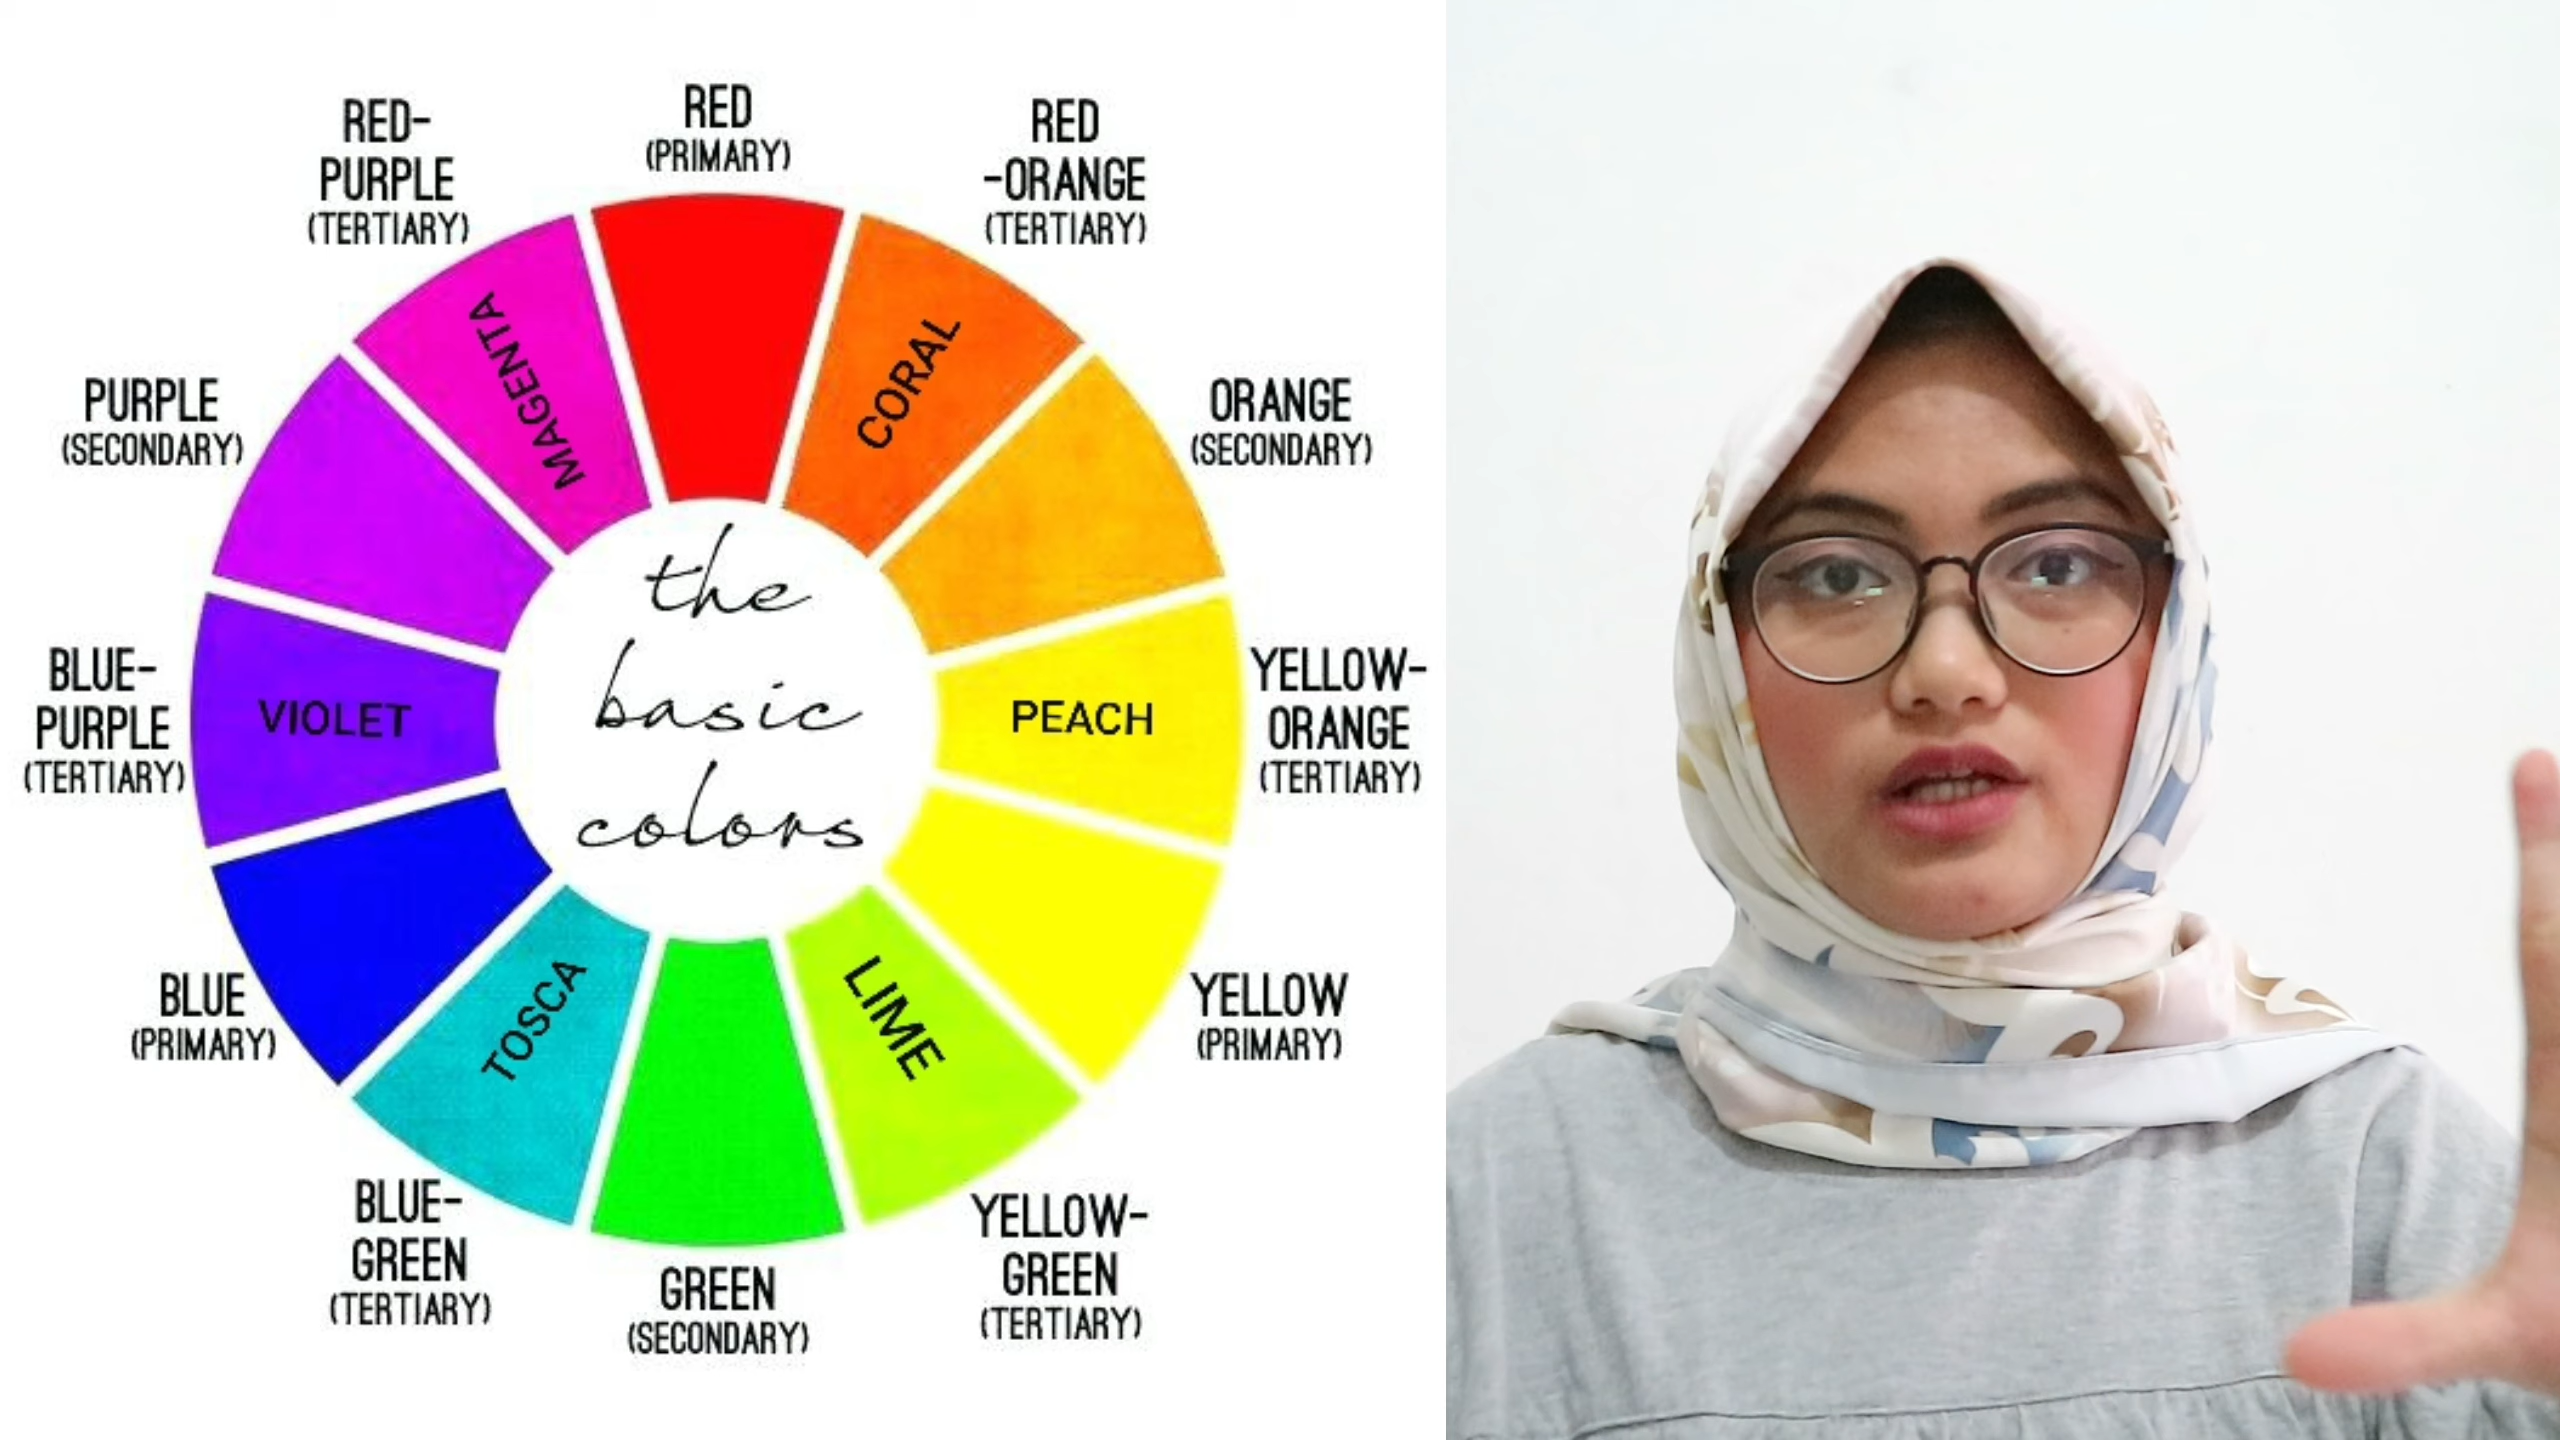 RED
(PRIMARY)
RED
-ORANGE
(TERTIARY)
CORAL
ORANGE
(SECONDARY)
YELLOW-
ORANGE
(TERTIARY)
PEACH
YELLOW
(PRIMARY)
YELLOW-
GREEN
(TERTIARY)
LIME
GREEN
(SECONDARY)
BLUE-
GREEN
(TERTIARY)
TOSCA
BLUE
(PRIMARY)
BLUE-
PURPLE
(TERTIARY)
VIOLET
PURPLE
(SECONDARY)
RED-
PURPLE
(TERTIARY)
MAGENTA
the
basic
colors